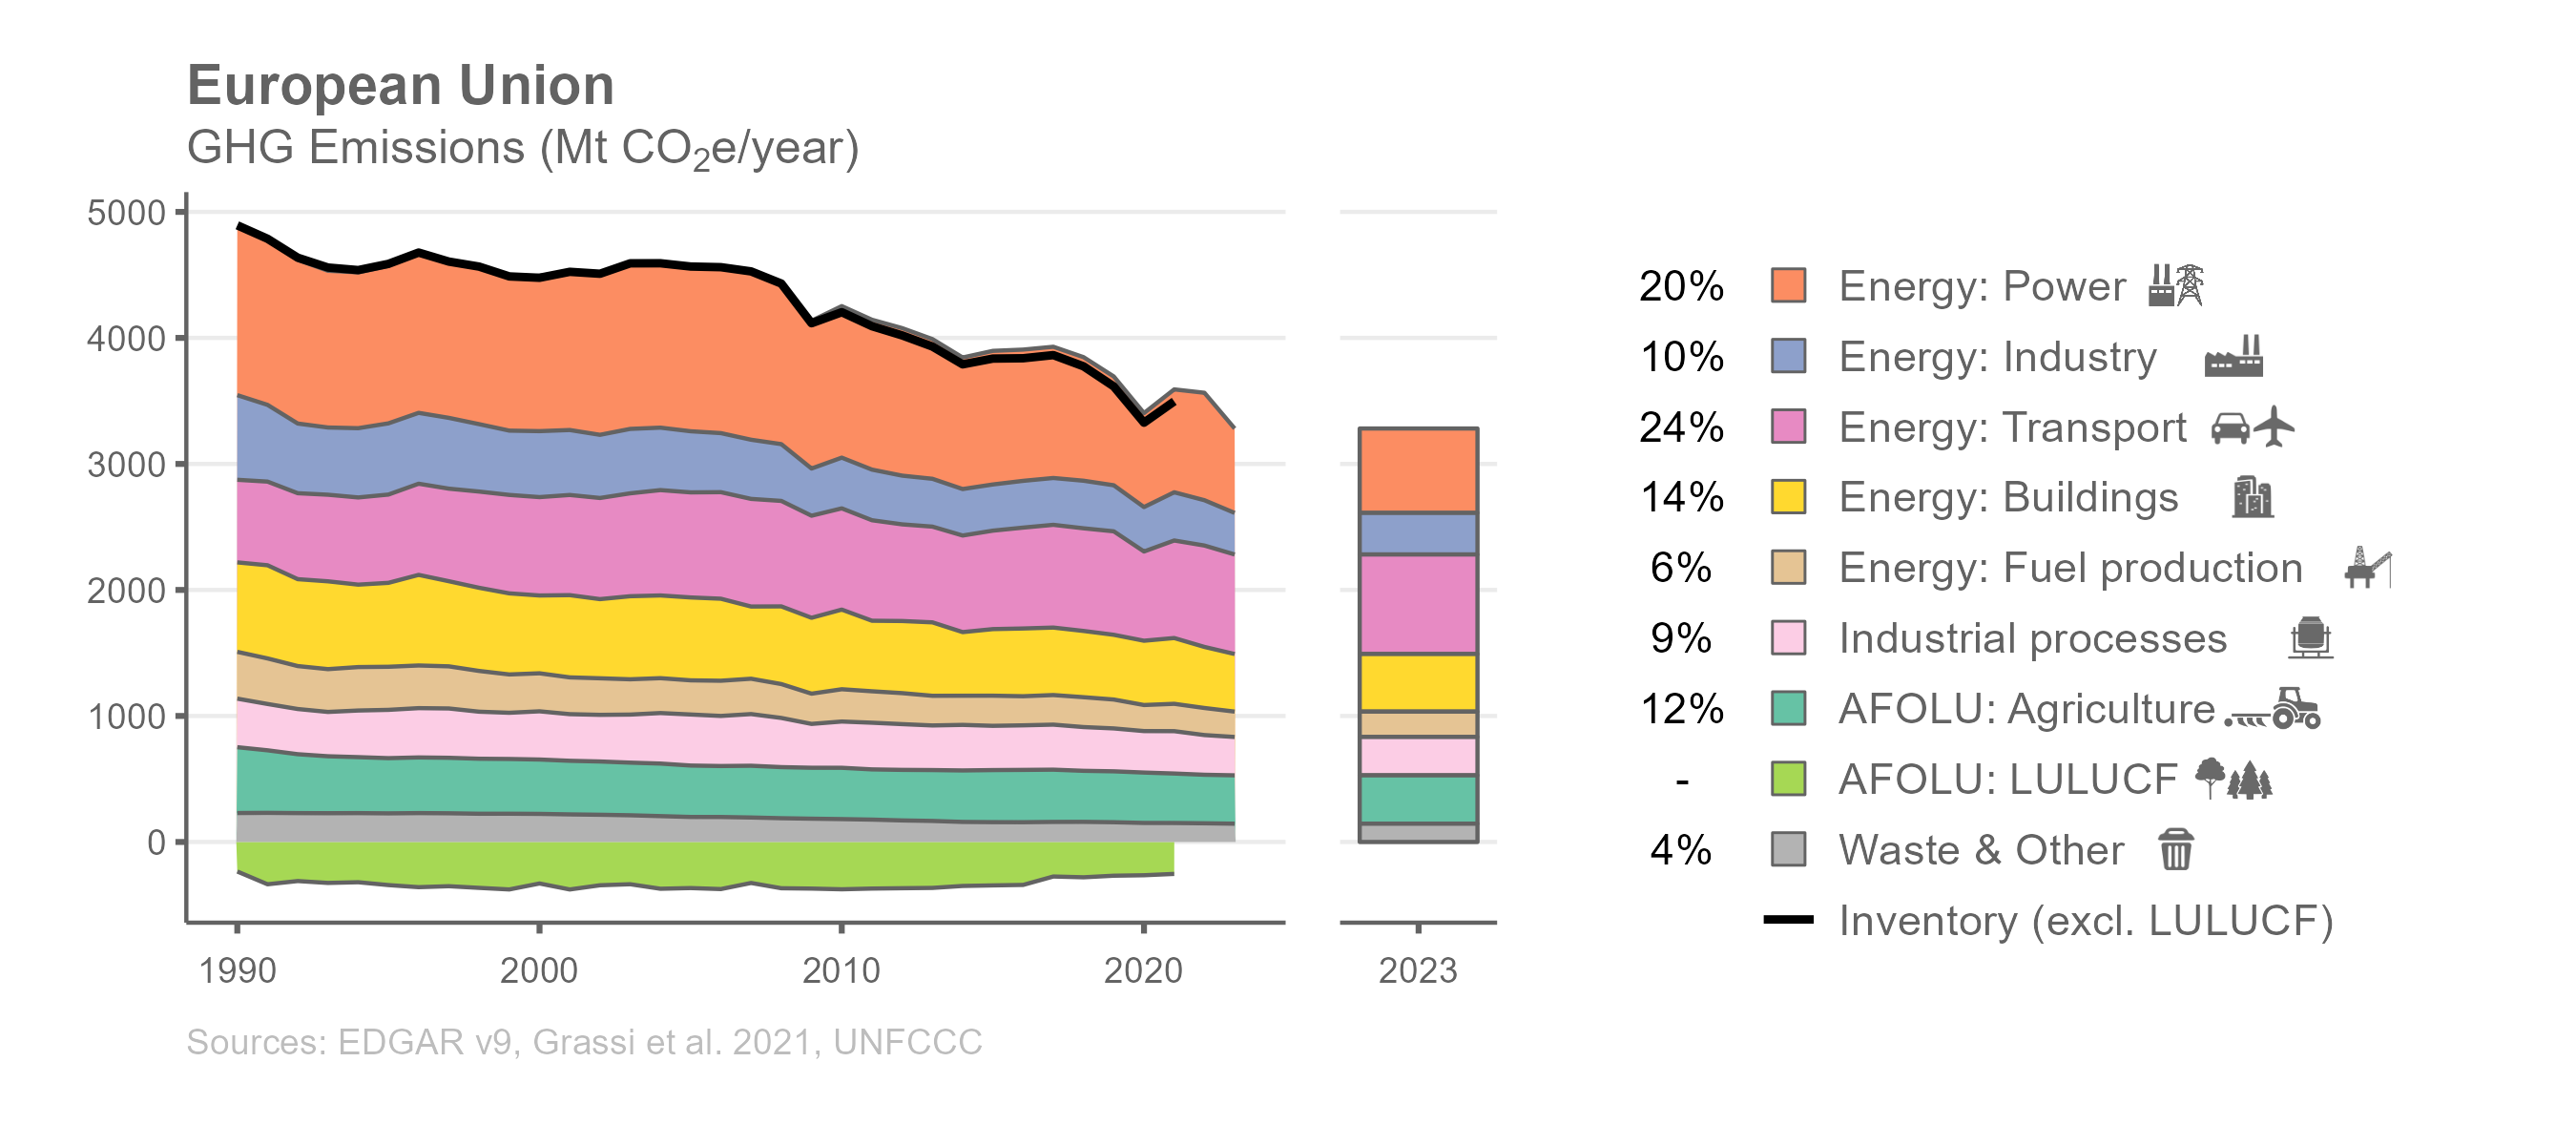 European Union
GHG Emissions (Mt CO₂e/year)
5000
4000
3000
2000
1000
0
1990 2000 2010 2020 2023
20% Energy: Power
10% Energy: Industry
24% Energy: Transport
14% Energy: Buildings
6% Energy: Fuel production
9% Industrial processes
12% AFOLU: Agriculture
- AFOLU: LULUCF
4% Waste & Other
Inventory (excl. LULUCF)
Sources: EDGAR v9, Grassi et al. 2021, UNFCCC